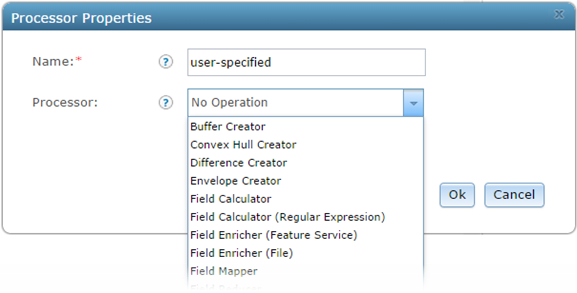 Processor Properties
Name:* ? user-specified
Processor: ? No Operation
Buffer Creator
Convex Hull Creator
Difference Creator
Envelope Creator
Field Calculator
Field Calculator (Regular Expression)
Field Enricher (Feature Service)
Field Enricher (File)
Field Mapper
Ok Cancel